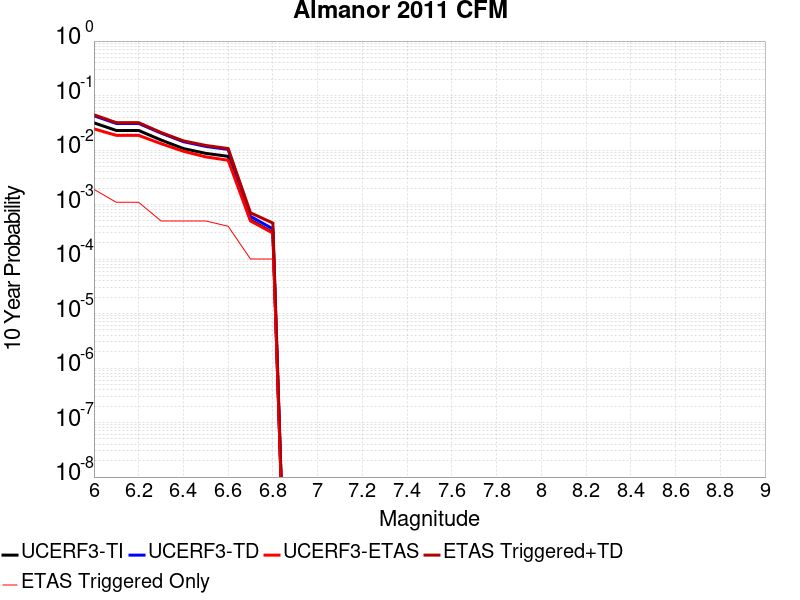 Almanor 2011 CFM
10 Year Probability
10^0
10^-1
10^-2
10^-3
10^-4
10^-5
10^-6
10^-7
10^-8
6 6.2 6.4 6.6 6.8 7 7.2 7.4 7.6 7.8 8 8.2 8.4 8.6 8.8 9
Magnitude
UCERF3-TI UCERF3-TD UCERF3-ETAS ETAS Triggered+TD
ETAS Triggered Only